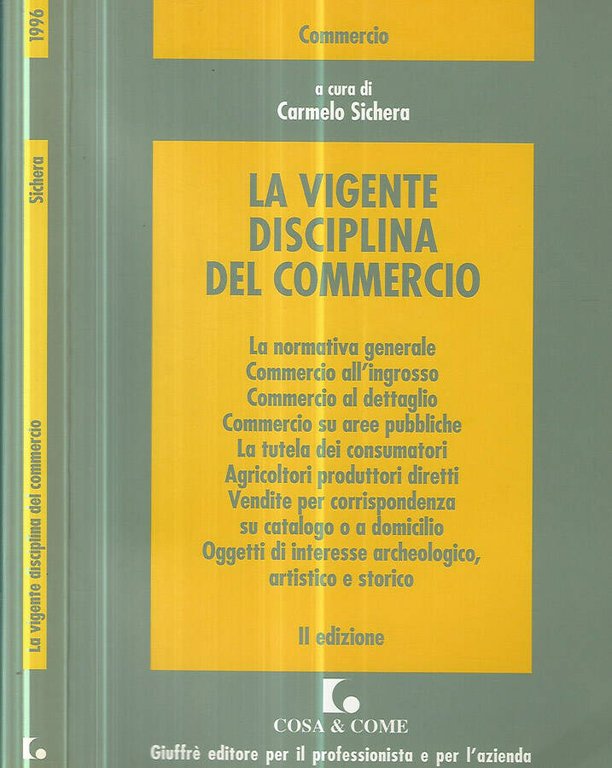 1996
Sichera
La vigente disciplina del commercio
Commercio
a cura di
Carmelo Sichera
LA VIGENTE
DISCIPLINA
DEL COMMERCIO
La normativa generale
Commercio all'ingrosso
Commercio al dettaglio
Commercio su aree pubbliche
La tutela dei consumatori
Agricoltori produttori diretti
Vendite per corrispondenza
su catalogo o a domicilio
Oggetti di interesse archeologico,
artistico e storico
II edizione
COSA & COME
Giuffrè editore per il professionista e per l'azienda